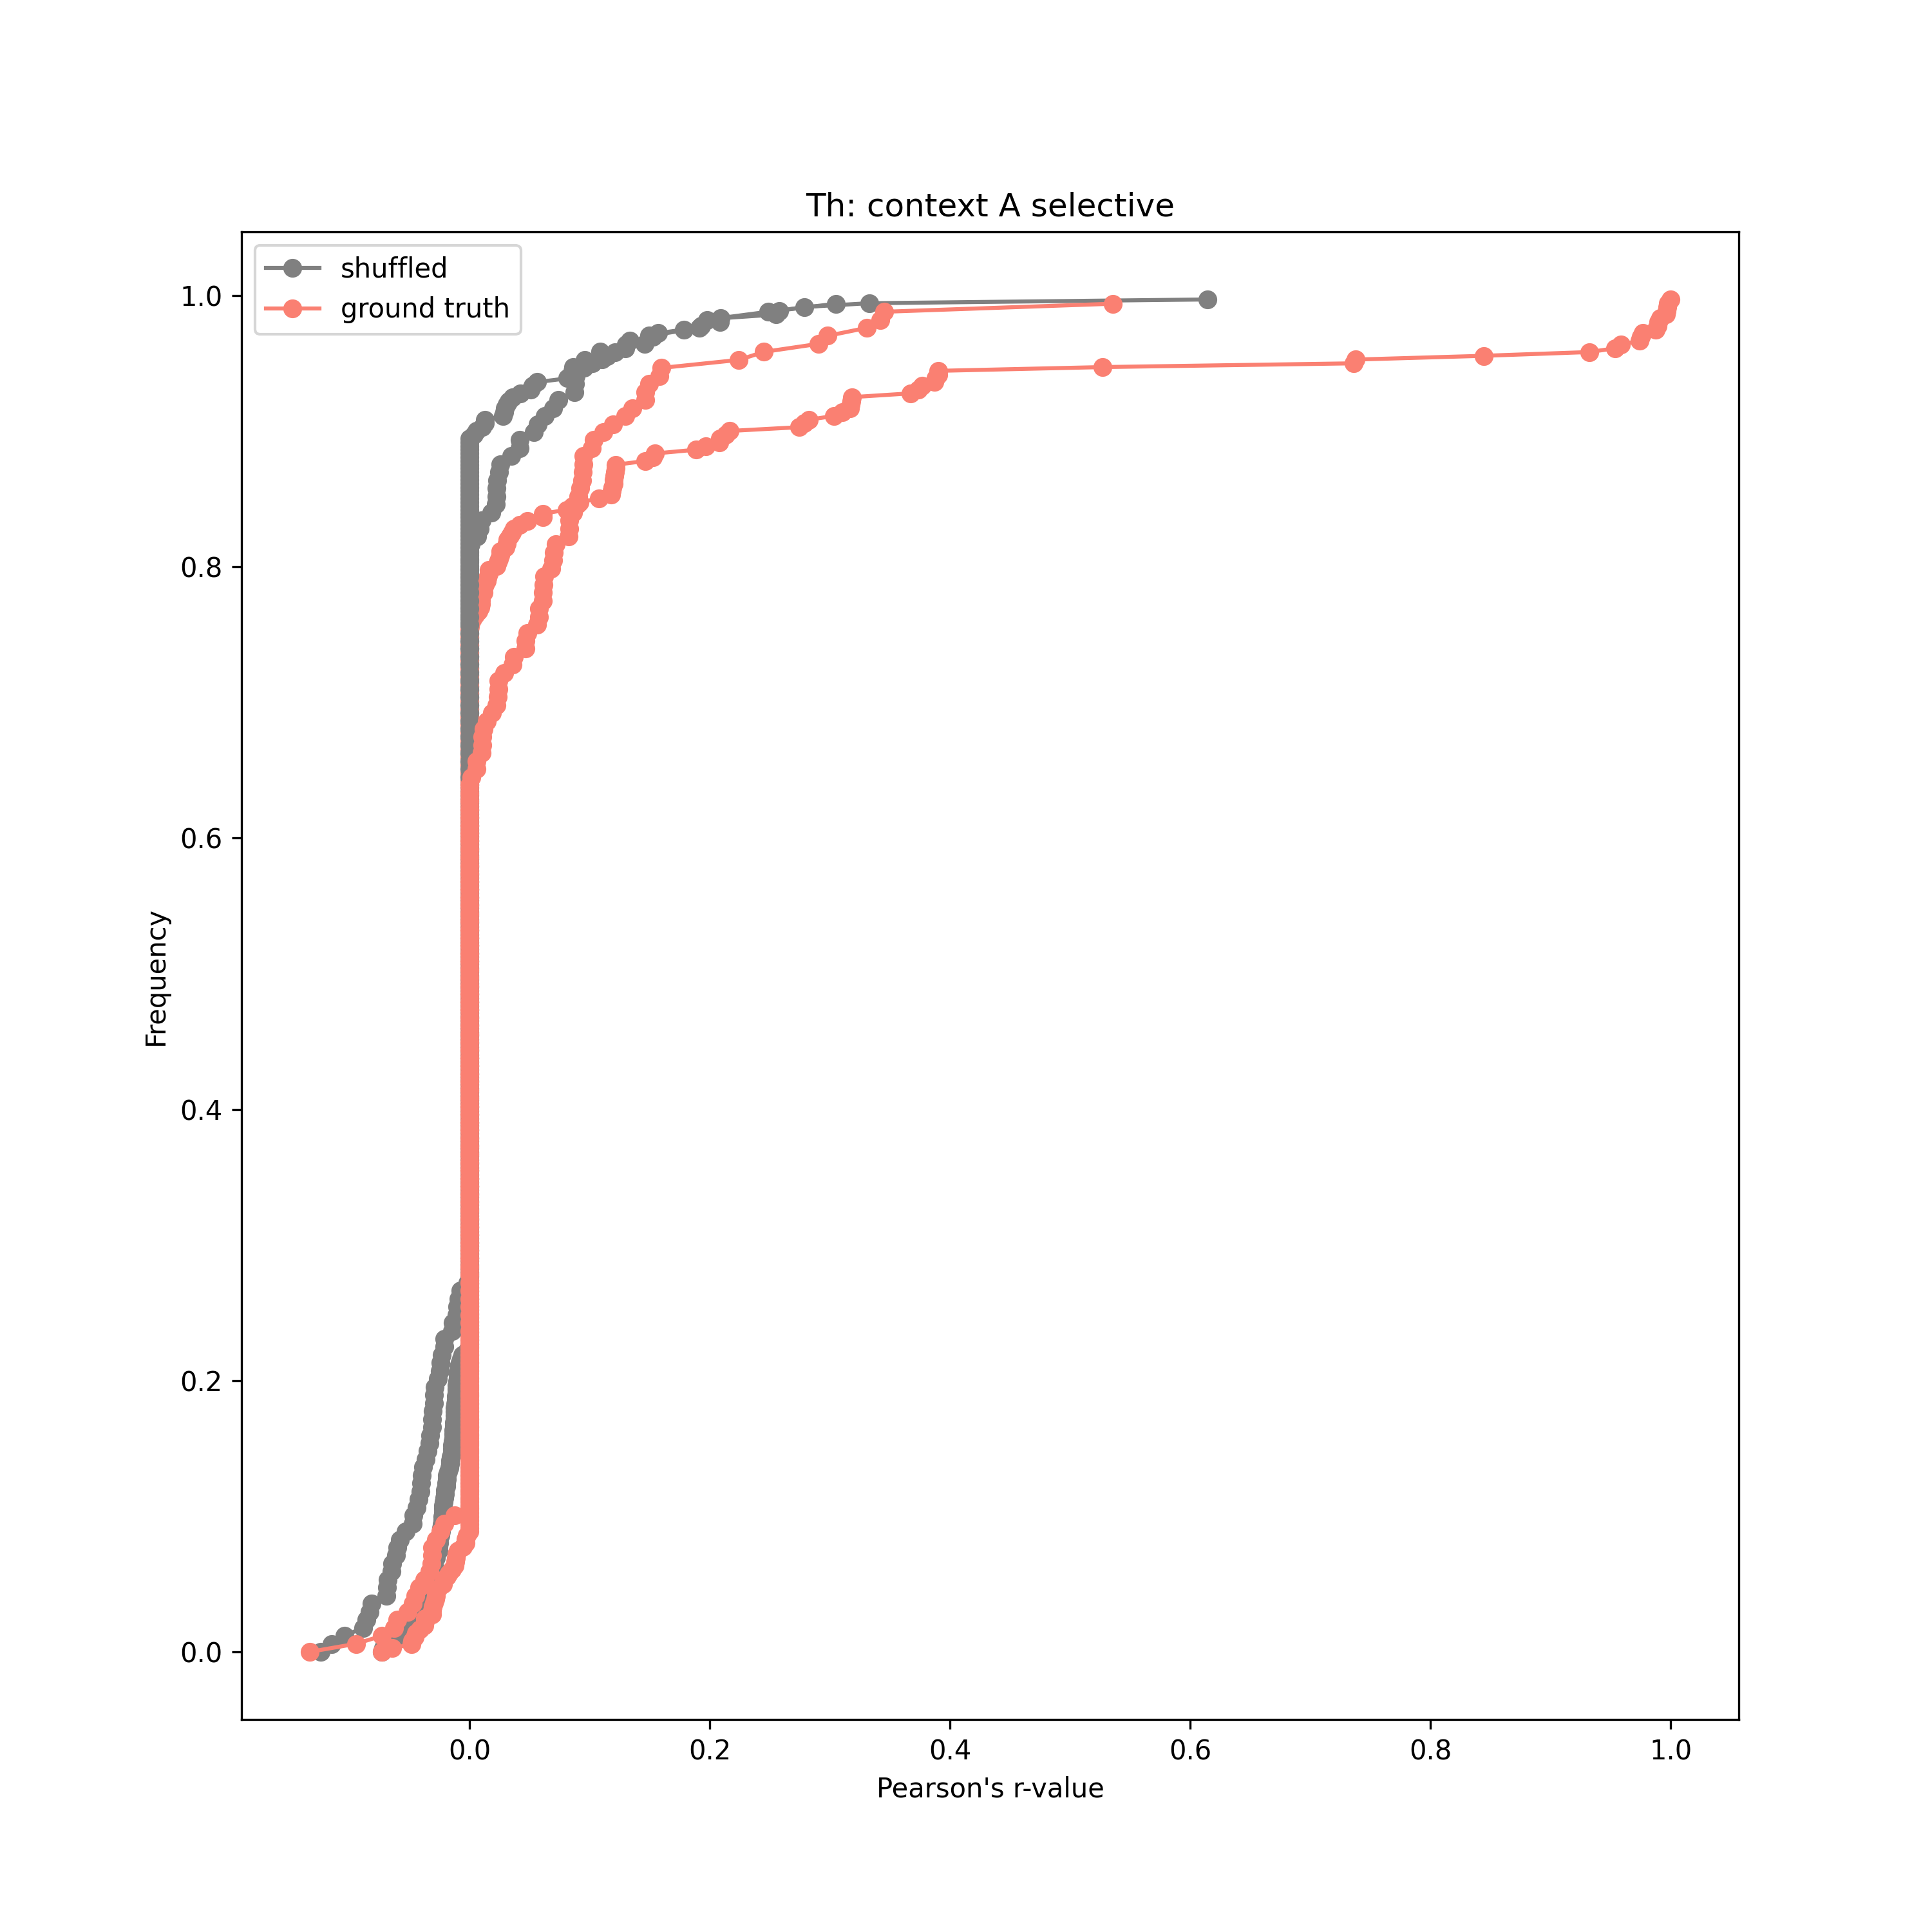 Th: context A selective
shuffled
ground truth
1.0
0.8
0.6
0.4
0.2
0.0
Frequency
0.0 0.2 0.4 0.6 0.8 1.0
Pearson's r-value